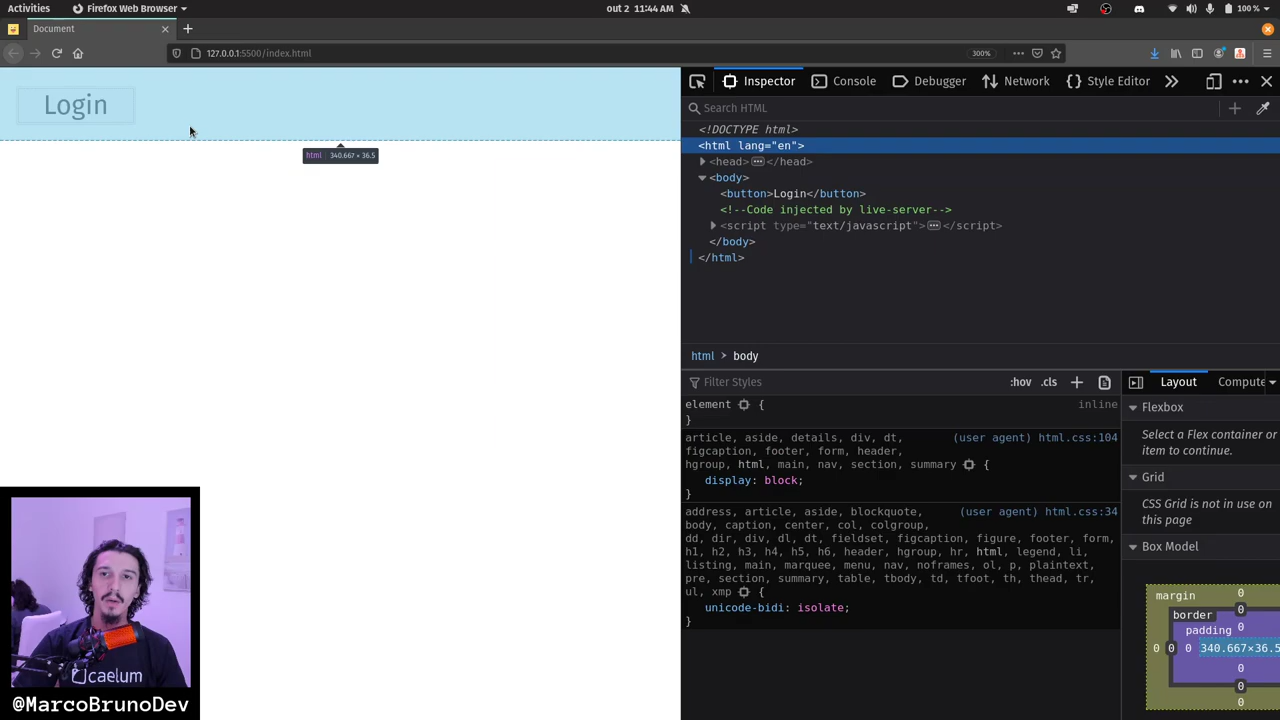 Activities
Firefox Web Browser
out 2 11:44 AM
100 %
Document
127.0.0.1:5500/index.html
300%
Login
html 340.667 × 36.5
Inspector
Console
Debugger
Network
Style Editor
Search HTML
<!DOCTYPE html>
<html lang="en">
<head></head>
<body>
<button>Login</button>
<!--Code injected by live-server-->
<script type="text/javascript"></script>
</body>
</html>
html > body
Filter Styles
:hov .cls
element {
inline
}
article, aside, details, div, dt,
(user agent) html.css:104
figcaption, footer, form, header,
hgroup, html, main, nav, section, summary {
display: block;
}
address, article, aside, blockquote,
(user agent) html.css:34
body, caption, center, col, colgroup,
dd, dir, div, dl, dt, fieldset, figcaption, figure, footer, form,
h1, h2, h3, h4, h5, h6, header, hgroup, hr, html, legend, li,
listing, main, marquee, menu, nav, noframes, ol, p, plaintext,
pre, section, summary, table, tbody, td, tfoot, th, thead, tr,
ul, xmp {
unicode-bidi: isolate;
}
Layout
Compute
Flexbox
Select a Flex container or
item to continue.
Grid
CSS Grid is not in use on
this page
Box Model
margin
0
border
0
padding
0
0 0 0 340.667×36.5
0
0
0
caelum
@MarcoBrunoDev